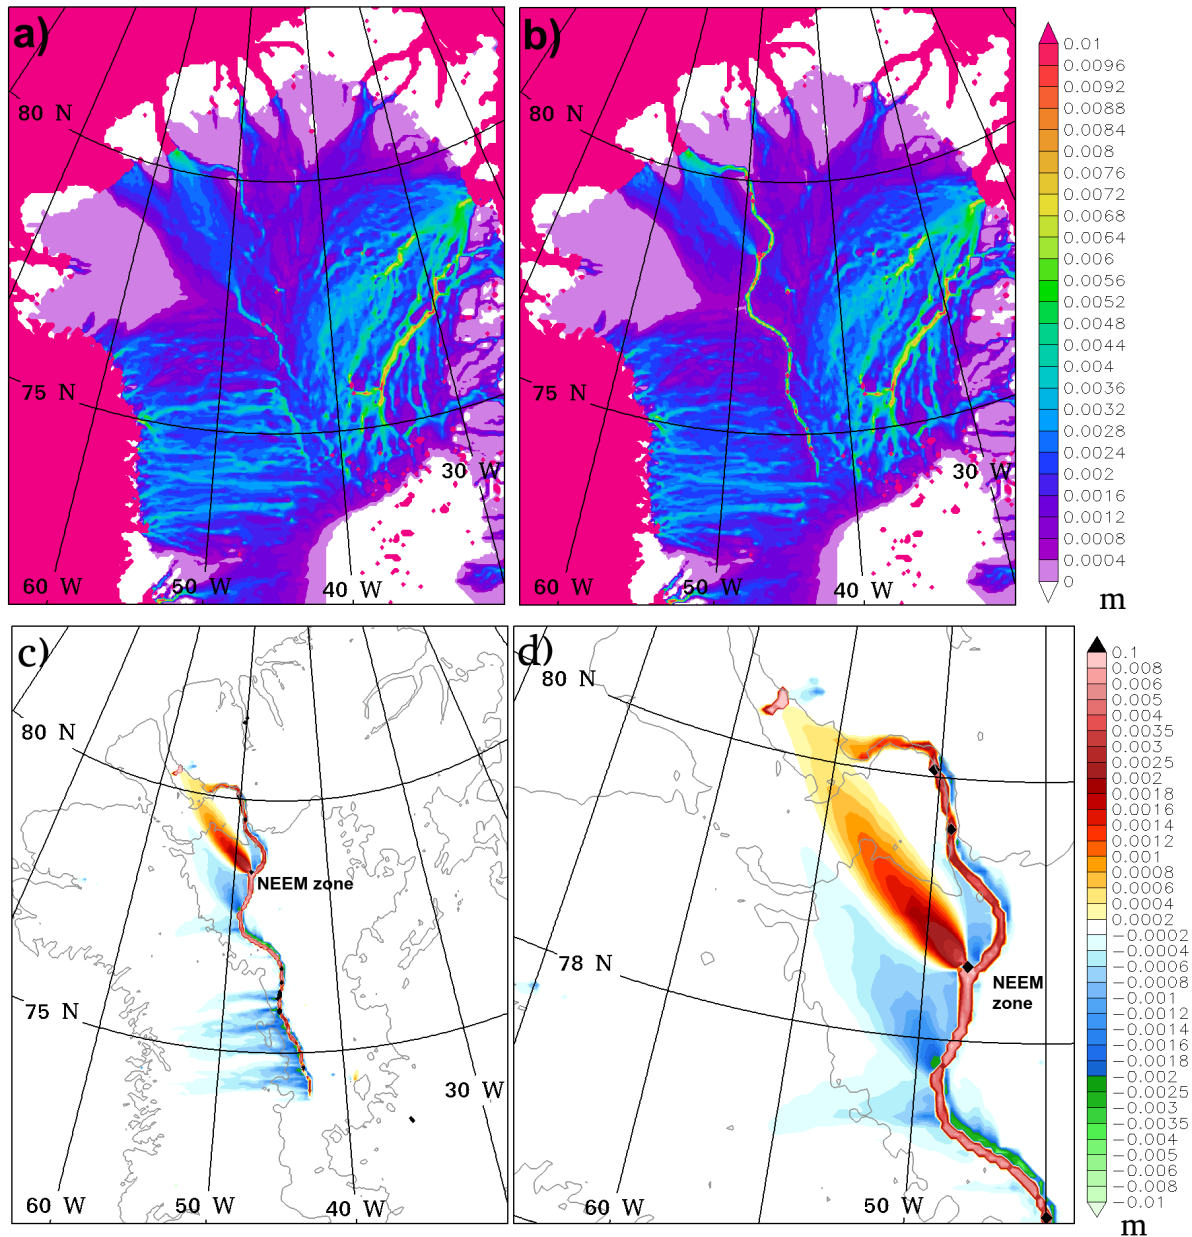 a)
80 N
75 N
60 W
50 W
40 W
30 W
b)
80 N
75 N
60 W
50 W
40 W
30 W
0.01
0.0096
0.0092
0.0088
0.0084
0.008
0.0076
0.0072
0.0068
0.0064
0.006
0.0056
0.0052
0.0048
0.0044
0.004
0.0036
0.0032
0.0028
0.0024
0.002
0.0016
0.0012
0.0008
0.0004
0
m
c)
80 N
75 N
NEEM zone
60 W
50 W
40 W
30 W
d)
80 N
78 N
NEEM
zone
60 W
50 W
0.1
0.008
0.006
0.005
0.004
0.0035
0.003
0.0025
0.002
0.0018
0.0016
0.0014
0.0012
0.001
0.0008
0.0006
0.0004
0.0002
−0.0002
−0.0004
−0.0006
−0.0008
−0.001
−0.0012
−0.0014
−0.0016
−0.0018
−0.002
−0.0025
−0.003
−0.0035
−0.004
−0.005
−0.006
−0.008
−0.01
m